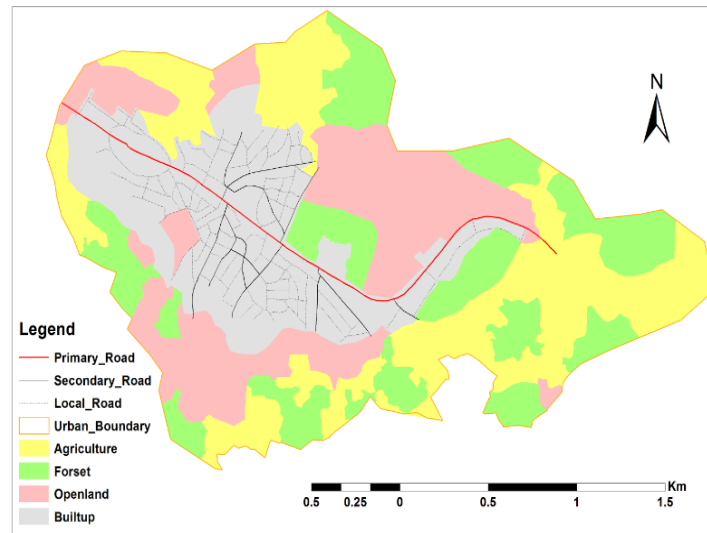 N
Legend
Primary_Road
Secondary_Road
Local_Road
Urban_Boundary
Agriculture
Forset
Openland
Builtup
Km
0.5 0.25 0 0.5 1 1.5